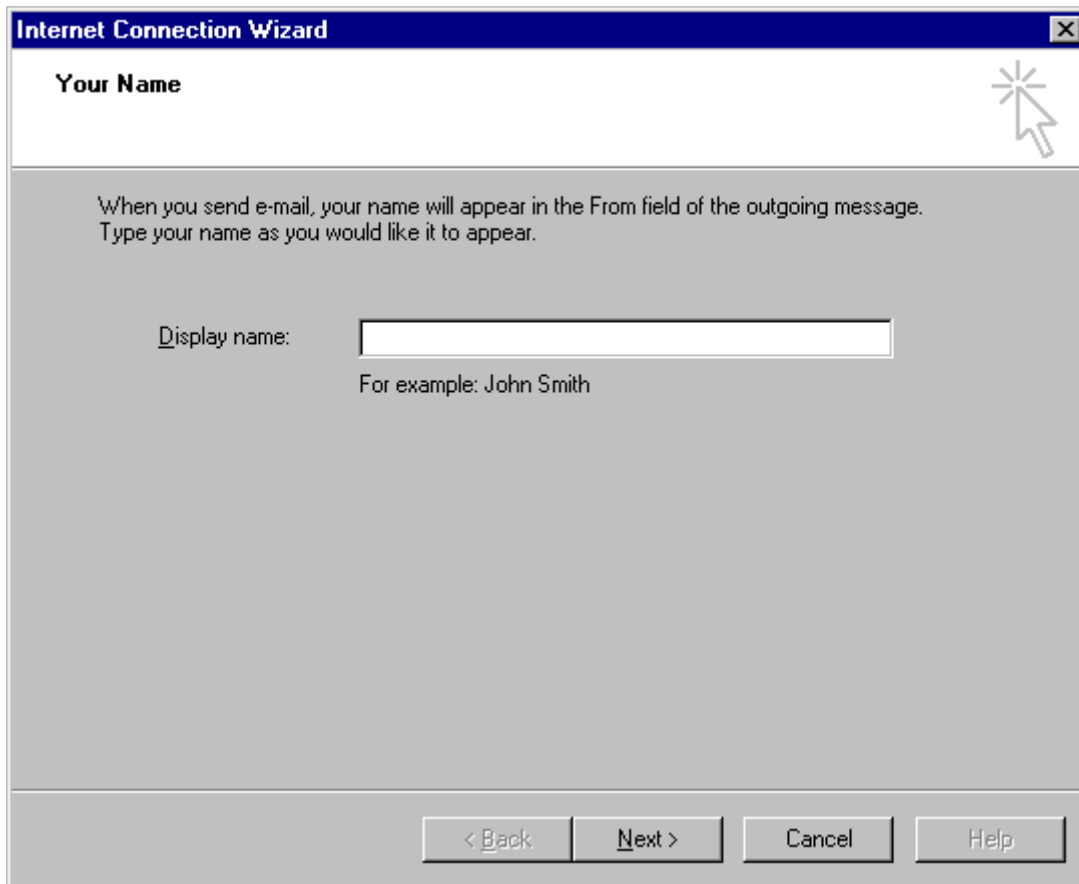 Internet Connection Wizard
Your Name
When you send e-mail, your name will appear in the From field of the outgoing message.
Type your name as you would like it to appear.
Display name:
For example: John Smith
< Back Next > Cancel Help